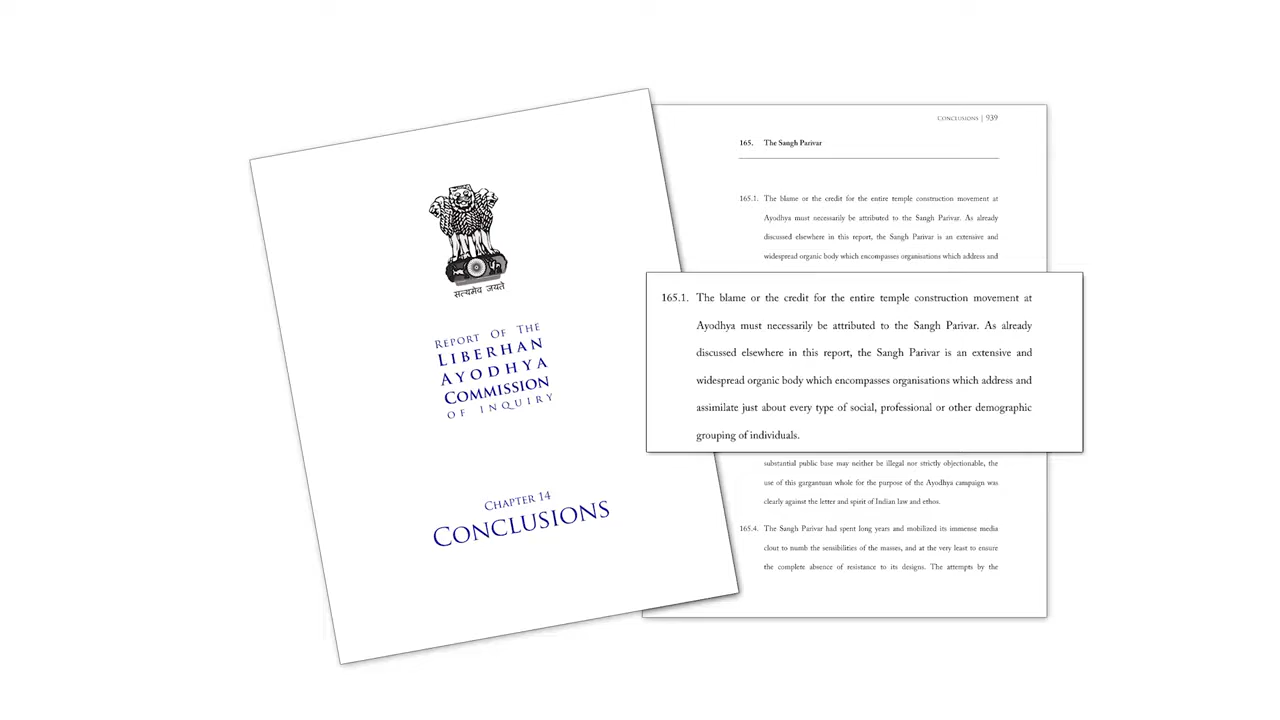 सत्यमेव जयते
REPORT OF THE
LIBERHAN
AYODHYA
COMMISSION
OF INQUIRY
CHAPTER 14
CONCLUSIONS
CONCLUSIONS | 939
165. The Sangh Parivar
165.1. The blame or the credit for the entire temple construction movement at
Ayodhya must necessarily be attributed to the Sangh Parivar. As already
discussed elsewhere in this report, the Sangh Parivar is an extensive and
widespread organic body which encompasses organisations which address and
165.1. The blame or the credit for the entire temple construction movement at
Ayodhya must necessarily be attributed to the Sangh Parivar. As already
discussed elsewhere in this report, the Sangh Parivar is an extensive and
widespread organic body which encompasses organisations which address and
assimilate just about every type of social, professional or other demographic
grouping of individuals.
substantial public base may neither be illegal nor strictly objectionable, the
use of this gargantuan whole for the purpose of the Ayodhya campaign was
clearly against the letter and spirit of Indian law and ethos.
165.4. The Sangh Parivar had spent long years and mobilized its immense media
clout to numb the sensibilities of the masses, and at the very least to ensure
the complete absence of resistance to its designs. The attempts by the